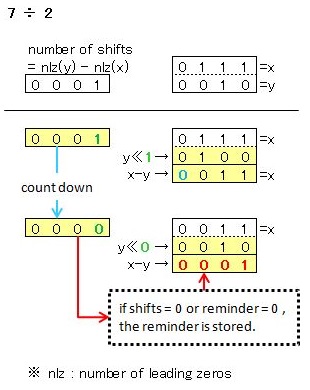 7 ÷ 2
number of shifts
= nlz(y) - nlz(x)
0 0 0 1
0 1 1 1 =x
0 0 1 0 =y
0 0 0 1
0 1 1 1 =x
y≪1→ 0 1 0 0
x-y → 0 0 1 1 =x
count down
0 0 0 0
0 0 1 1 =x
y≪0→ 0 0 1 0
x-y → 0 0 0 1
if shifts = 0 or reminder = 0 ,
the reminder is stored.
※ nlz : number of leading zeros